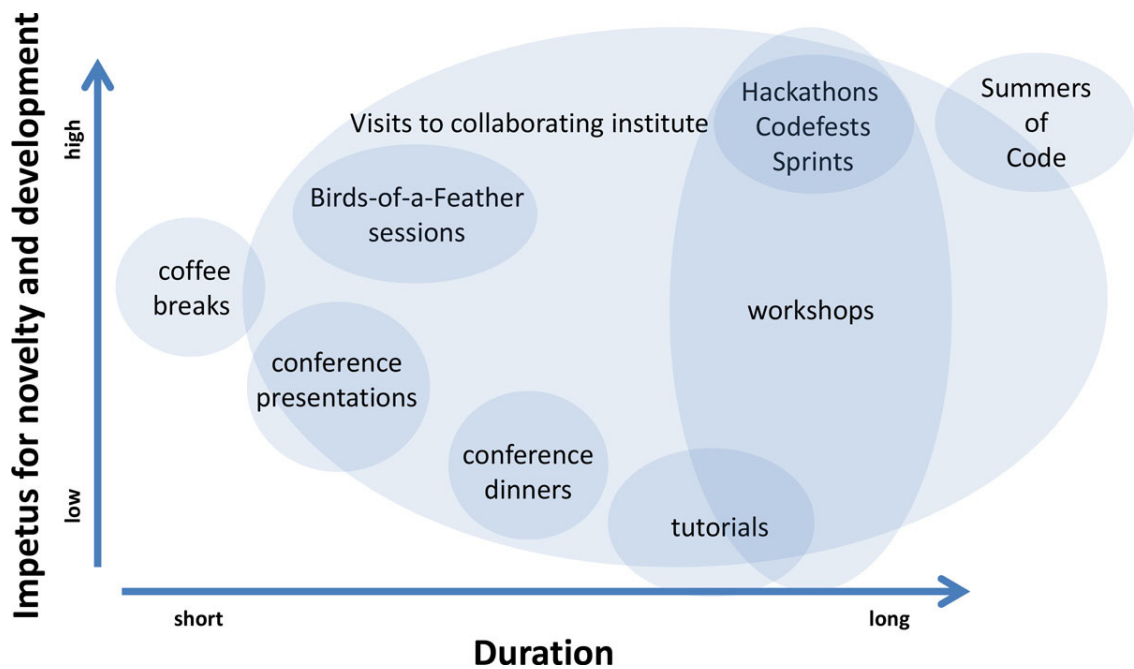 Impetus for novelty and development
high
low
Visits to collaborating institute
Hackathons
Codefests
Sprints
Summers
of
Code
Birds-of-a-Feather
sessions
coffee
breaks
workshops
conference
presentations
conference
dinners
tutorials
short
long
Duration